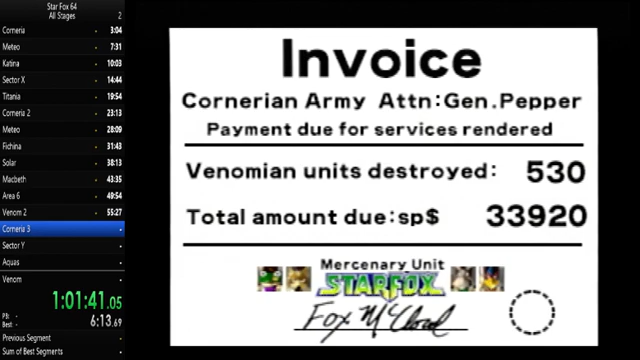 Star Fox 64
All Stages 2
Corneria - 3:04
Meteo - 7:31
Katina - 10:03
Sector X - 14:44
Titania - 19:54
Corneria 2 - 23:13
Meteo - 28:09
Fichina - 31:43
Solar - 38:13
Macbeth - 43:35
Area 6 - 49:54
Venom 2 - 55:27
Corneria 3 -
Sector Y -
Aquas -
Venom -
1:01:41.05
PB: -
Best: - 6:13.69
Previous Segment -
Sum of Best Segments -
Invoice
Cornerian Army Attn:Gen.Pepper
Payment due for services rendered
Venomian units destroyed: 530
Total amount due:sp$ 33920
Mercenary Unit
STARFOX
Fox McCloud